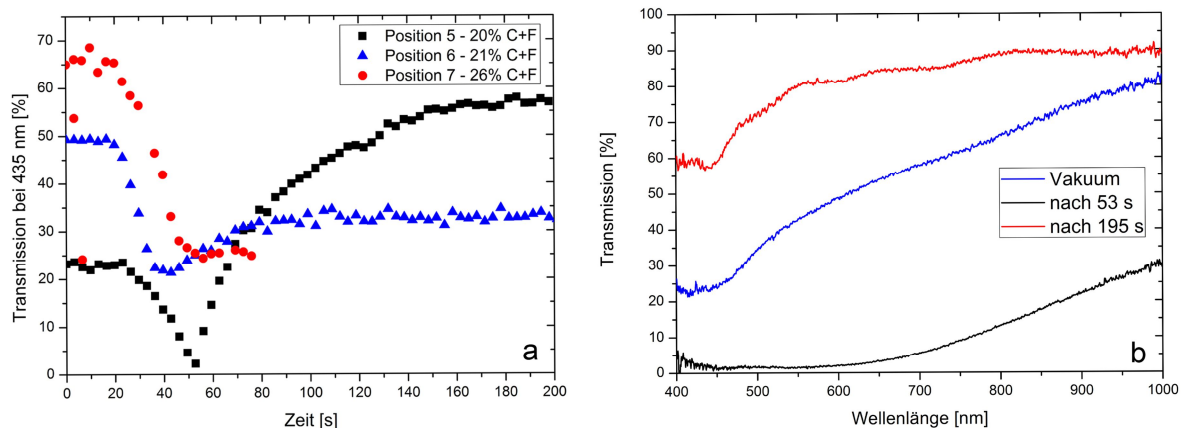 Transmission bei 435 nm [%]
70
60
50
40
30
20
10
0
0 20 40 60 80 100 120 140 160 180 200
Zeit [s]
Position 5 - 20% C+F
Position 6 - 21% C+F
Position 7 - 26% C+F
a
Transmission [%]
100
90
80
70
60
50
40
30
20
10
0
400 500 600 700 800 900 1000
Wellenlänge [nm]
Vakuum
nach 53 s
nach 195 s
b